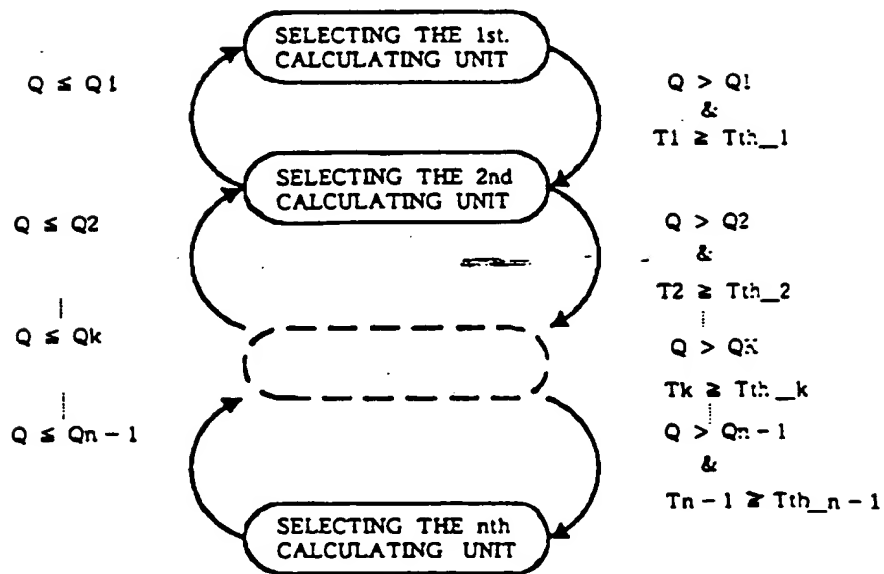 SELECTING THE 1st.
CALCULATING UNIT
Q ≤ Q1
Q > Q1
&
T1 ≧ Tth_1
SELECTING THE 2nd
CALCULATING UNIT
Q ≤ Q2
Q > Q2
&
T2 ≧ Tth_2
Q ≤ Qk
Q > QK
Tk ≧ Tth_k
Q ≤ Qn-1
Q > Qn-1
&
Tn-1 ≧ Tth_n-1
SELECTING THE nth
CALCULATING UNIT